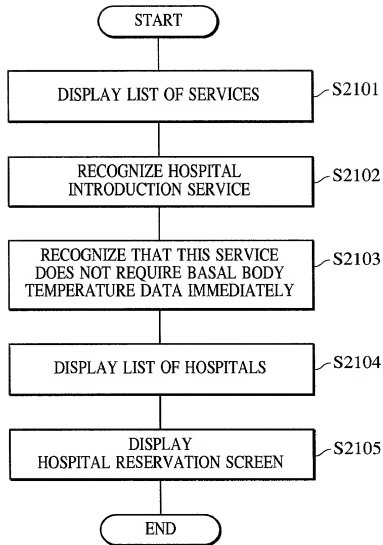 START
DISPLAY LIST OF SERVICES
S2101
RECOGNIZE HOSPITAL
INTRODUCTION SERVICE
S2102
RECOGNIZE THAT THIS SERVICE
DOES NOT REQUIRE BASAL BODY
TEMPERATURE DATA IMMEDIATELY
S2103
DISPLAY LIST OF HOSPITALS
S2104
DISPLAY
HOSPITAL RESERVATION SCREEN
S2105
END